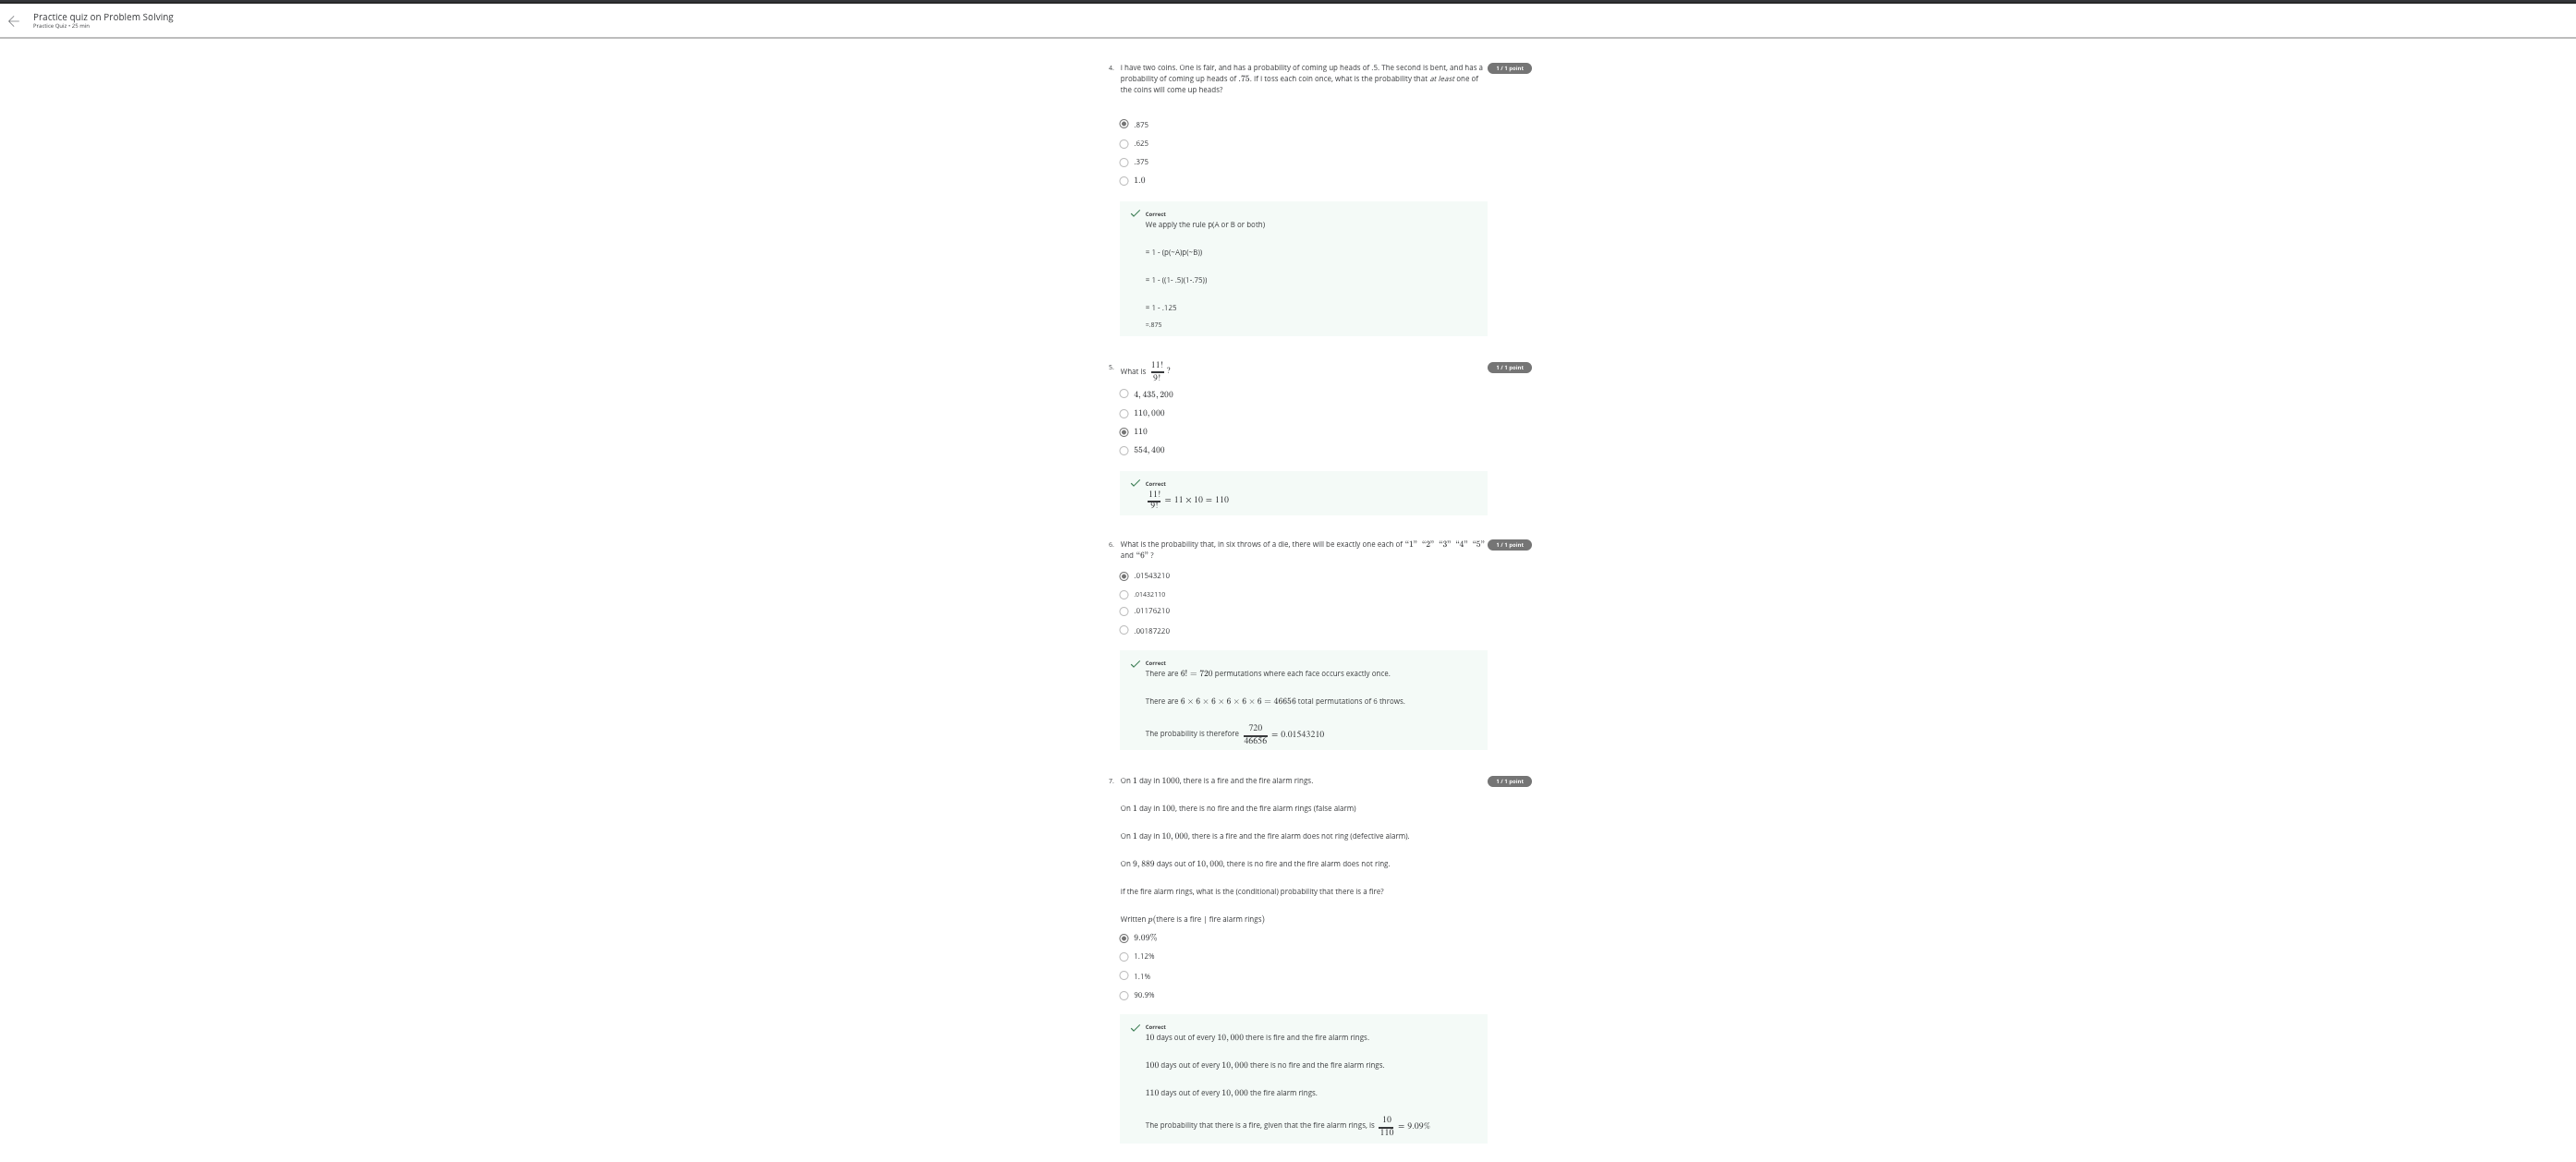 Practice quiz on Problem Solving
Practice Quiz • 25 min
4. I have two coins. One is fair, and has a probability of coming up heads of .5. The second is bent, and has a
probability of coming up heads of .75. If I toss each coin once, what is the probability that at least one of
the coins will come up heads?
1 / 1 point
.875
.625
.375
1.0
Correct
We apply the rule p(A or B or both)
= 1 - (p(~A)p(~B))
= 1 - ((1- .5)(1-.75))
= 1 - .125
=.875
5. What is 11!/9! ?
1 / 1 point
4, 435, 200
110, 000
110
554, 400
Correct
11!/9! = 11 × 10 = 110
6. What is the probability that, in six throws of a die, there will be exactly one each of “1” “2” “3” “4” “5”
and “6” ?
1 / 1 point
.01543210
.01432110
.01176210
.00187220
Correct
There are 6! = 720 permutations where each face occurs exactly once.
There are 6 × 6 × 6 × 6 × 6 × 6 = 46656 total permutations of 6 throws.
The probability is therefore 720/46656 = 0.01543210
7. On 1 day in 1000, there is a fire and the fire alarm rings.
1 / 1 point
On 1 day in 100, there is no fire and the fire alarm rings (false alarm)
On 1 day in 10, 000, there is a fire and the fire alarm does not ring (defective alarm).
On 9, 889 days out of 10, 000, there is no fire and the fire alarm does not ring.
If the fire alarm rings, what is the (conditional) probability that there is a fire?
Written p(there is a fire | fire alarm rings)
9.09%
1.12%
1.1%
90.9%
Correct
10 days out of every 10, 000 there is fire and the fire alarm rings.
100 days out of every 10, 000 there is no fire and the fire alarm rings.
110 days out of every 10, 000 the fire alarm rings.
The probability that there is a fire, given that the fire alarm rings, is 10/110 = 9.09%